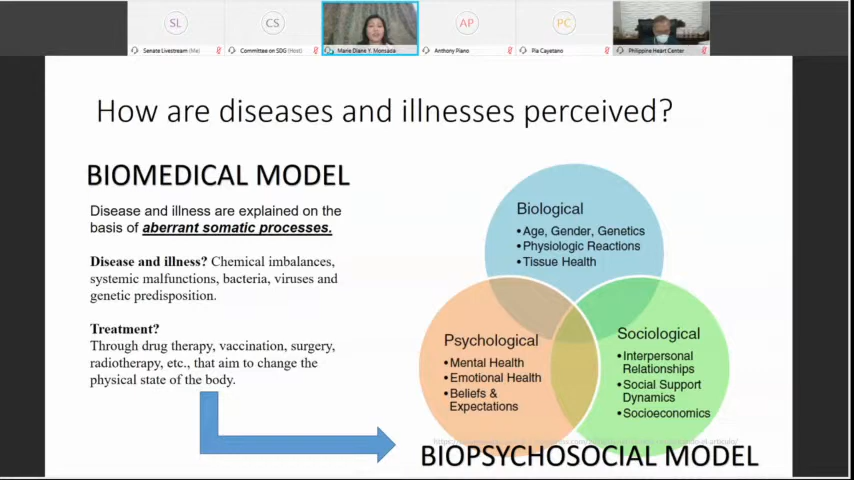 SL
CS
AP
PC
Senate Livestream (Me)
Committee on SDG (Host)
Marie Diane Y. Monsada
Anthony Piano
Pia Cayetano
Philippine Heart Center
How are diseases and illnesses perceived?
BIOMEDICAL MODEL
Disease and illness are explained on the
basis of aberrant somatic processes.
Disease and illness? Chemical imbalances,
systemic malfunctions, bacteria, viruses and
genetic predisposition.
Treatment?
Through drug therapy, vaccination, surgery,
radiotherapy, etc., that aim to change the
physical state of the body.
Biological
•Age, Gender, Genetics
•Physiologic Reactions
•Tissue Health
Psychological
•Mental Health
•Emotional Health
•Beliefs &
Expectations
Sociological
•Interpersonal
Relationships
•Social Support
Dynamics
•Socioeconomics
BIOPSYCHOSOCIAL MODEL